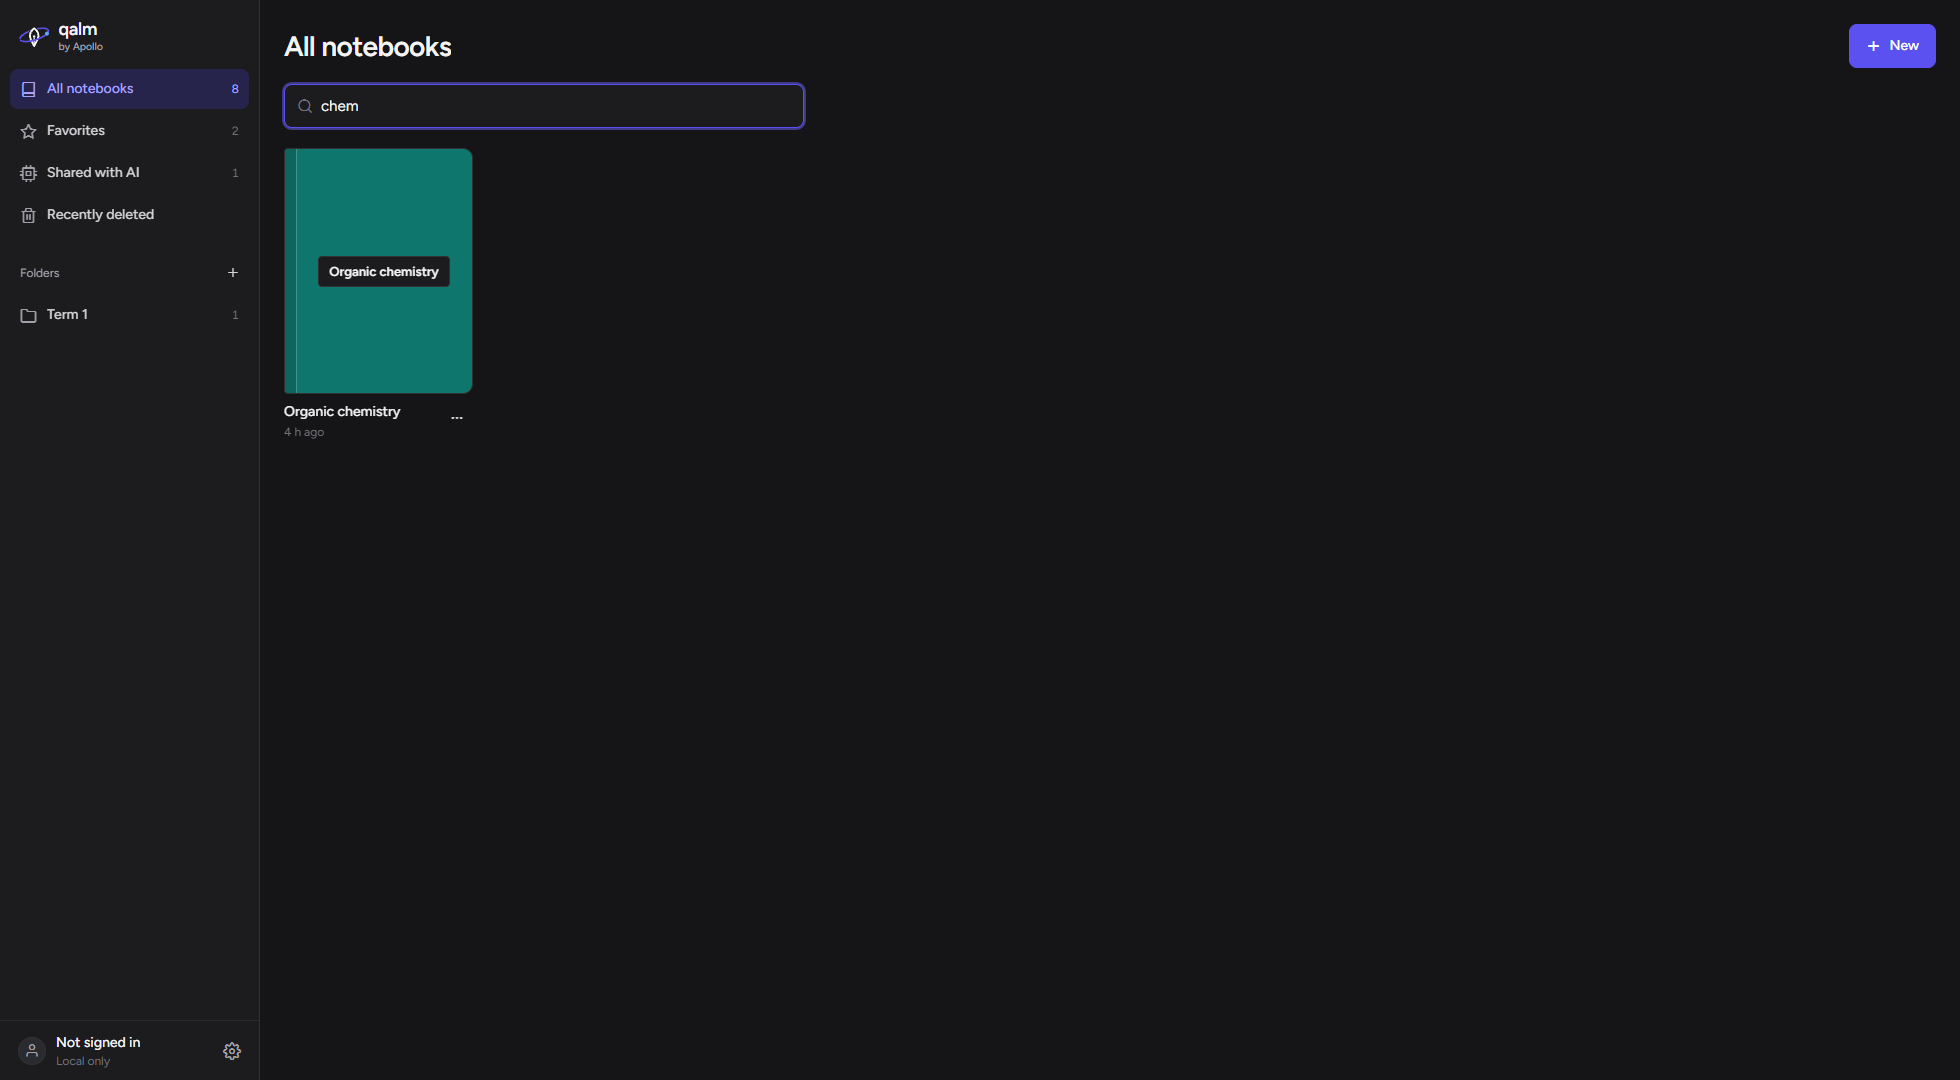 qalm
by Apollo
All notebooks 8
Favorites 2
Shared with AI 1
Recently deleted
Folders
Term 1 1
Not signed in
Local only
All notebooks
New
chem
Organic chemistry
Organic chemistry
4 h ago